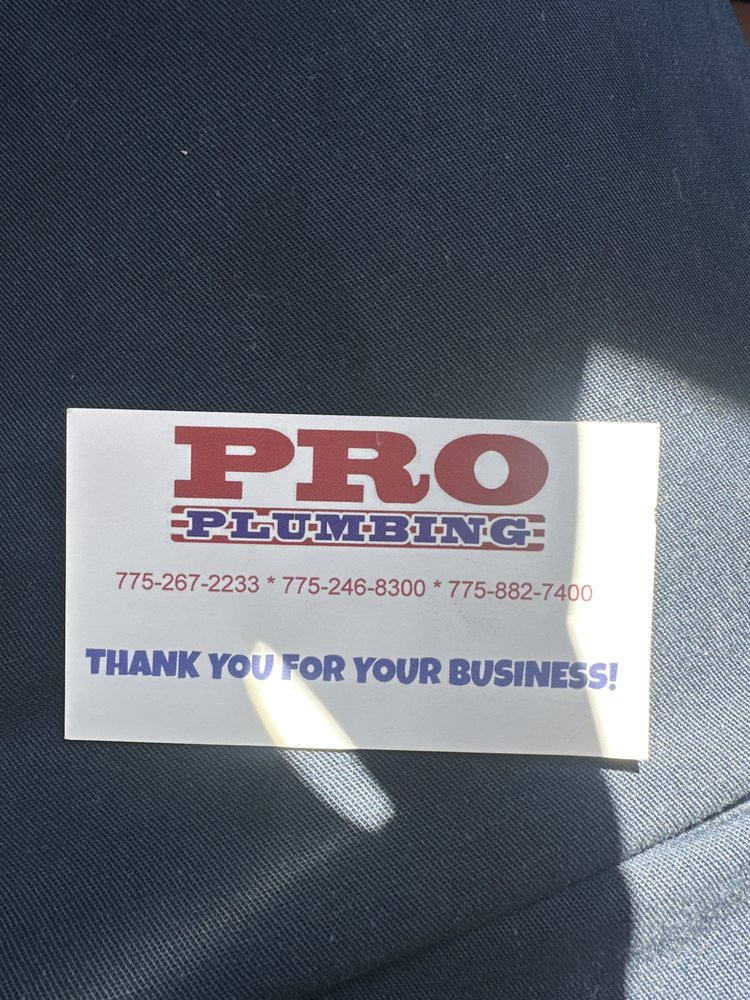 PRO
PLUMBING
775-267-2233 * 775-246-8300 * 775-882-7400
THANK YOU FOR YOUR BUSINESS!